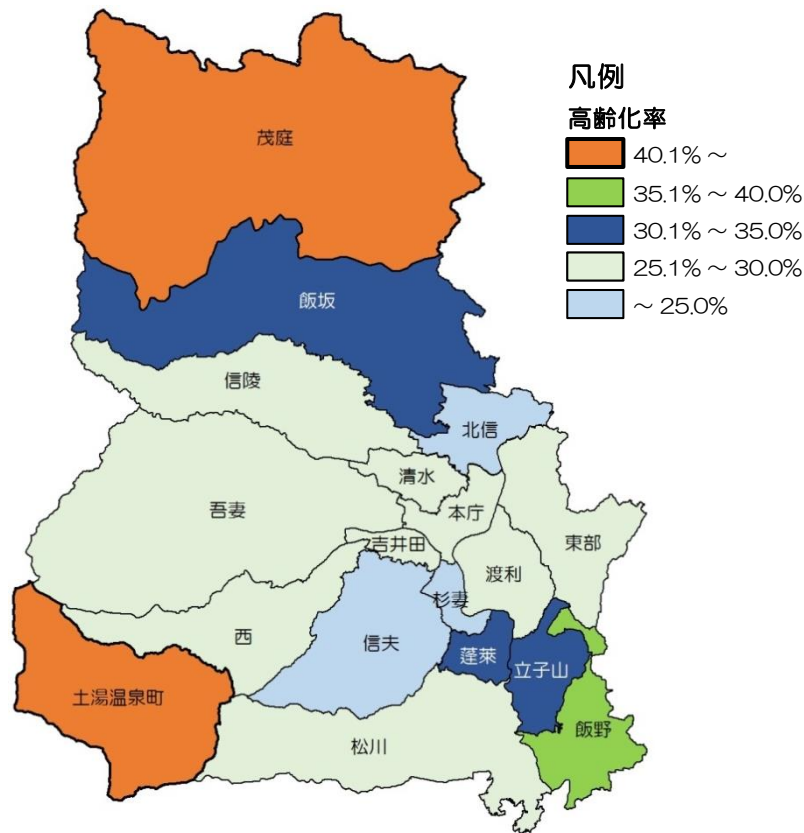 凡例
高齢化率
40.1% ～
35.1% ～ 40.0%
30.1% ～ 35.0%
25.1% ～ 30.0%
～ 25.0%
茂庭
飯坂
信陵
北信
清水
本庁
吾妻
吉井田
東部
渡利
杉妻
西
信夫
蓬莱
立子山
土湯温泉町
飯野
松川